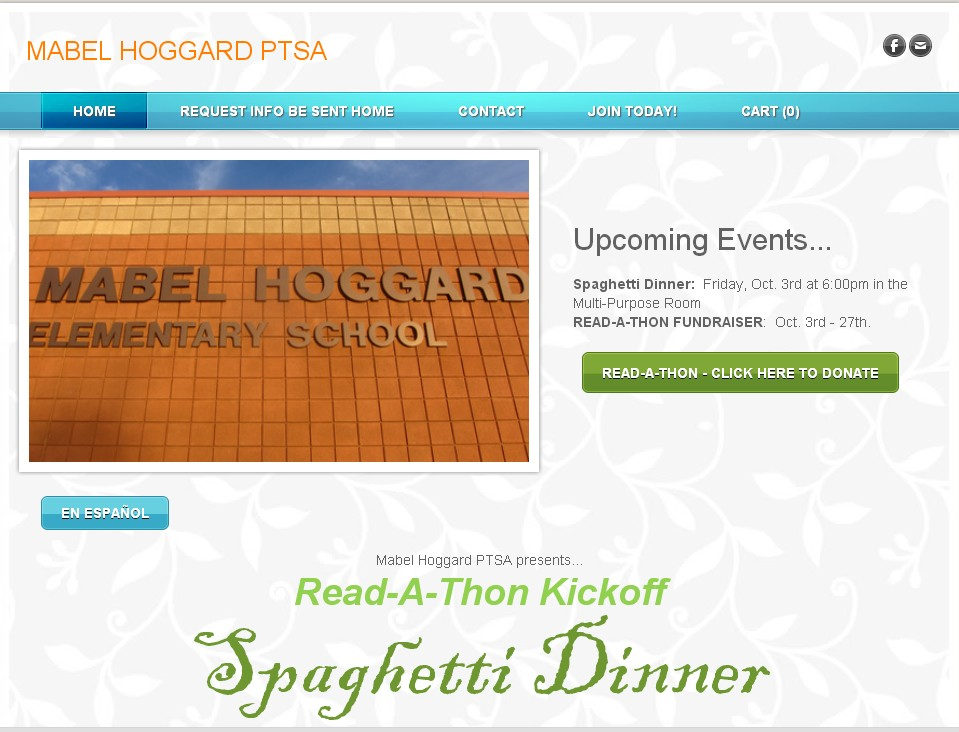 MABEL HOGGARD PTSA
HOME
REQUEST INFO BE SENT HOME
CONTACT
JOIN TODAY!
CART (0)
MABEL HOGGARD
ELEMENTARY SCHOOL
Upcoming Events...
Spaghetti Dinner: Friday, Oct. 3rd at 6:00pm in the
Multi-Purpose Room
READ-A-THON FUNDRAISER: Oct. 3rd - 27th.
READ-A-THON - CLICK HERE TO DONATE
EN ESPAÑOL
Mabel Hoggard PTSA presents...
Read-A-Thon Kickoff
Spaghetti Dinner